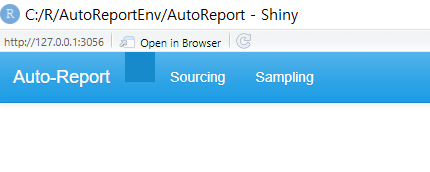 R C:/R/AutoReportEnv/AutoReport - Shiny
http://127.0.0.1:3056 Open in Browser
Auto-Report Sourcing Sampling